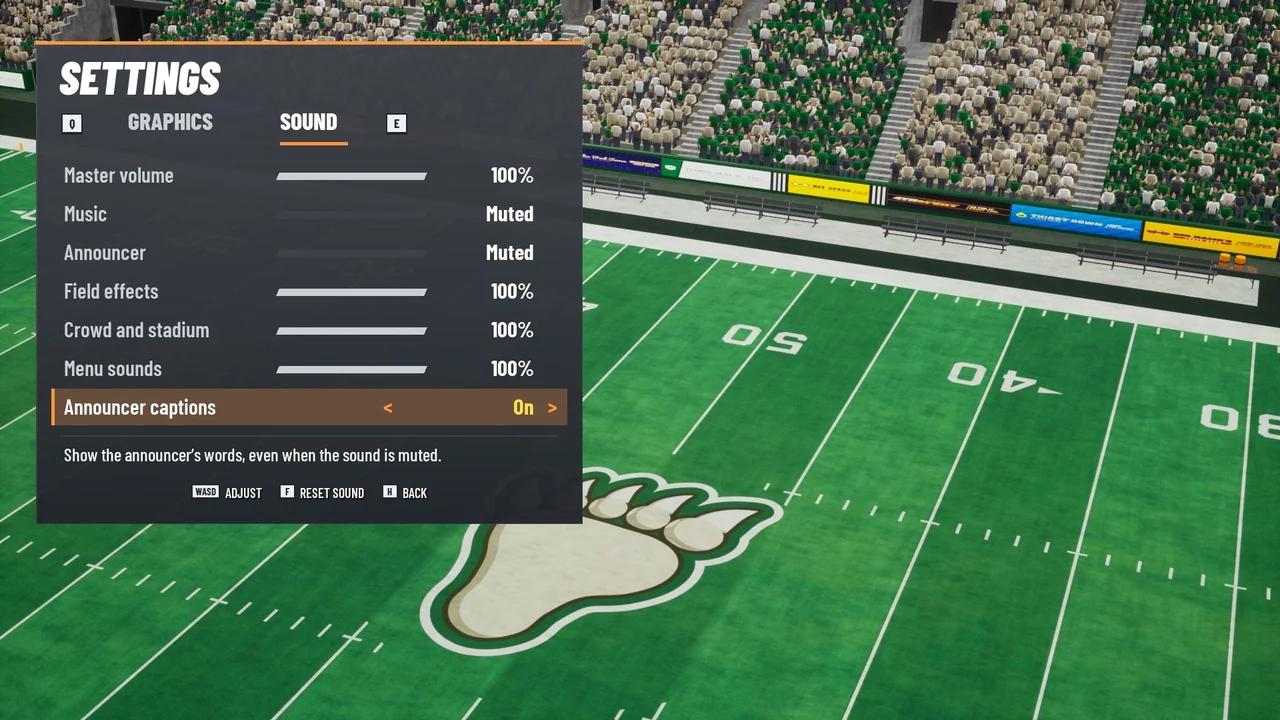 SETTINGS
Q GRAPHICS SOUND E
Master volume 100%
Music Muted
Announcer Muted
Field effects 100%
Crowd and stadium 100%
Menu sounds 100%
Announcer captions < On >
Show the announcer's words, even when the sound is muted.
WASD ADJUST F RESET SOUND H BACK
THIRST DOWN
50
40
30